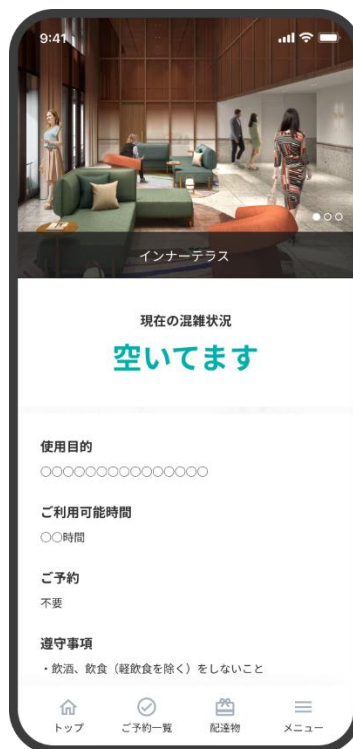 9:41
インナーテラス
現在の混雑状況
空いてます
使用目的
○○○○○○○○○○○○○○○
ご利用可能時間
○○時間
ご予約
不要
遵守事項
・飲酒、飲食（軽飲食を除く）をしないこと
トップ
ご予約一覧
配達物
メニュー